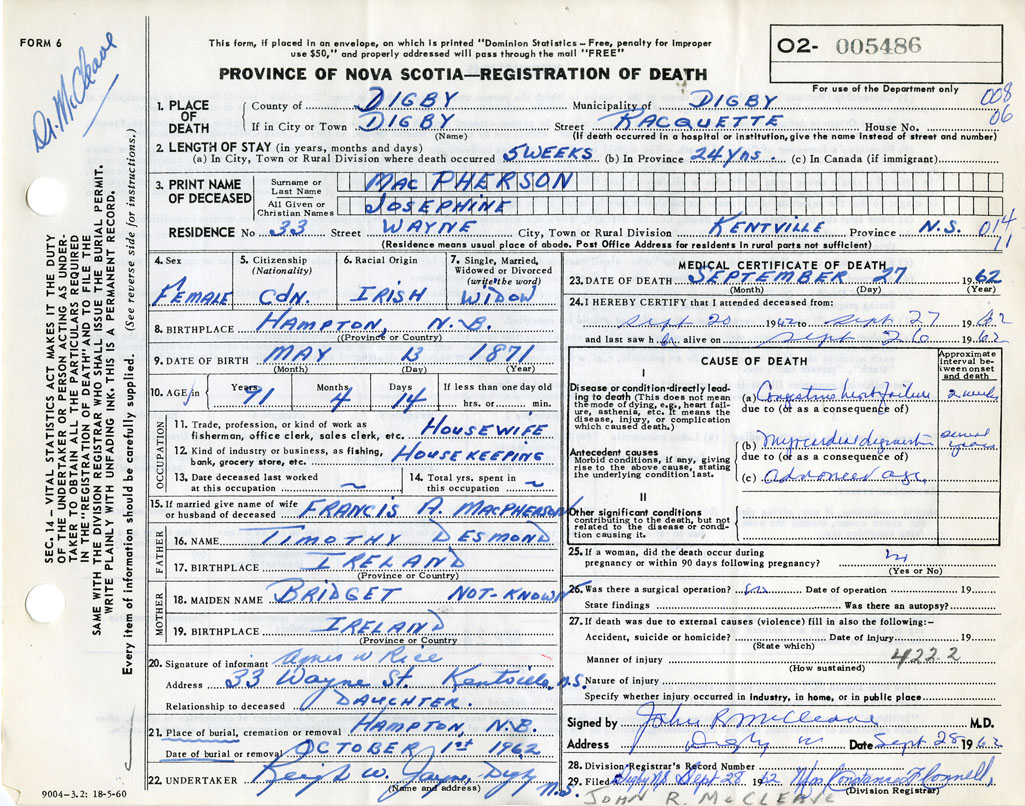 FORM 6
Dr. McCleave
This form, if placed in an envelope, on which is printed "Dominion Statistics – Free, penalty for improper
use $50," and properly addressed will pass through the mail "FREE"
O2- 005486
For use of the Department only
PROVINCE OF NOVA SCOTIA—REGISTRATION OF DEATH
008
06
1. PLACE OF DEATH County of DIGBY Municipality of DIGBY
If in City or Town DIGBY (Name) Street RACQUETTE House No.
(If death occurred in a hospital or institution, give the name instead of street and number)
2. LENGTH OF STAY (in years, months and days)
(a) In City, Town or Rural Division where death occurred 5 WEEKS (b) In Province 24 Yrs. (c) In Canada (if immigrant)
3. PRINT NAME OF DECEASED Surname or Last Name MACPHERSON
All Given or Christian Names JOSEPHINE
RESIDENCE No 33 Street WAYNE City, Town or Rural Division KENTVILLE Province N.S. 014
(Residence means usual place of abode. Post Office Address for residents in rural parts not sufficient)
SEC. 14 – VITAL STATISTICS ACT MAKES IT THE DUTY
OF THE UNDERTAKER OR PERSON ACTING AS UNDER-
TAKER TO OBTAIN ALL THE PARTICULARS REQUIRED
IN THE "REGISTRATION OF DEATH" AND FILE THE
SAME WITH THE DIVISION REGISTRAR WHO SHALL ISSUE THE BURIAL PERMIT.
WRITE PLAINLY WITH UNFADING INK. THIS IS A PERMANENT RECORD.
Every item of information should be carefully supplied. (See reverse side for instructions.)
4. Sex FEMALE
5. Citizenship (Nationality) CDN.
6. Racial Origin IRISH
7. Single, Married, Widowed or Divorced (write the word) WIDOW
8. BIRTHPLACE HAMPTON, N.B.
(Province or Country)
9. DATE OF BIRTH MAY 13 1871
(Month) (Day) (Year)
10. AGE Years 91 Months 4 Days 14 If less than one day old hrs. or min.
OCCUPATION
11. Trade, profession, or kind of work as fisherman, office clerk, sales clerk, etc. HOUSEWIFE
12. Kind of industry or business, as fishing, bank, grocery store, etc. HOUSEKEEPING
13. Date deceased last worked at this occupation ~ 14. Total yrs. spent in this occupation ~
15. If married give name of wife or husband of deceased FRANCIS A. MACPHERSON
FATHER
16. NAME TIMOTHY DESMOND
17. BIRTHPLACE IRELAND
(Province or Country)
MOTHER
18. MAIDEN NAME BRIDGET NOT-KNOWN
19. BIRTHPLACE IRELAND
(Province or Country
20. Signature of informant Agnes W Rice
Address 33 Wayne St. Kentville N.S.
Relationship to deceased DAUGHTER.
21. Place of burial, cremation or removal HAMPTON, N.B.
Date of burial or removal OCTOBER 1st 1962
22. UNDERTAKER W. Jayne, Digby N.S.
(Name and address)
9004-3.2: 18-5-60
MEDICAL CERTIFICATE OF DEATH
23. DATE OF DEATH SEPTEMBER 27 1962
(Month) (Day) (Year)
24. I HEREBY CERTIFY that I attended deceased from:
Sept 20 1962 to Sept 27 1962
and last saw her alive on Sept 26 1962
CAUSE OF DEATH
Approximate interval between onset and death
I
Disease or condition directly leading to death (This does not mean the mode of dying, e.g., heart failure, asthenia, etc. It means the disease, injury, or complication which caused death.)
(a) Congestive heart failure 2 weeks
due to (or as a consequence of)
Antecedent causes
Morbid conditions, if any, giving rise to the above cause, stating the underlying condition last.
(b) Myocardial degeneration several years
due to (or as a consequence of)
(c) advanced age
II
Other significant conditions
contributing to the death, but not related to the disease or condition causing it.
25. If a woman, did the death occur during pregnancy or within 90 days following pregnancy?
(Yes or No)
26. Was there a surgical operation? no Date of operation 19
State findings Was there an autopsy?
27. If death was due to external causes (violence) fill in also the following:-
Accident, suicide or homicide? Date of injury 19
(State which)
Manner of injury 422.2
(How sustained)
Nature of injury
Specify whether injury occurred in industry, in home, or in public place
Signed by John R McCleave M.D.
Address Digby Date Sept 28 1962
28. Division Registrar's Record Number
29. Filed Digby N.S. Sept 28 1962 Mrs. Constance
(Division Registrar)
JOHN R. McCLEAVE